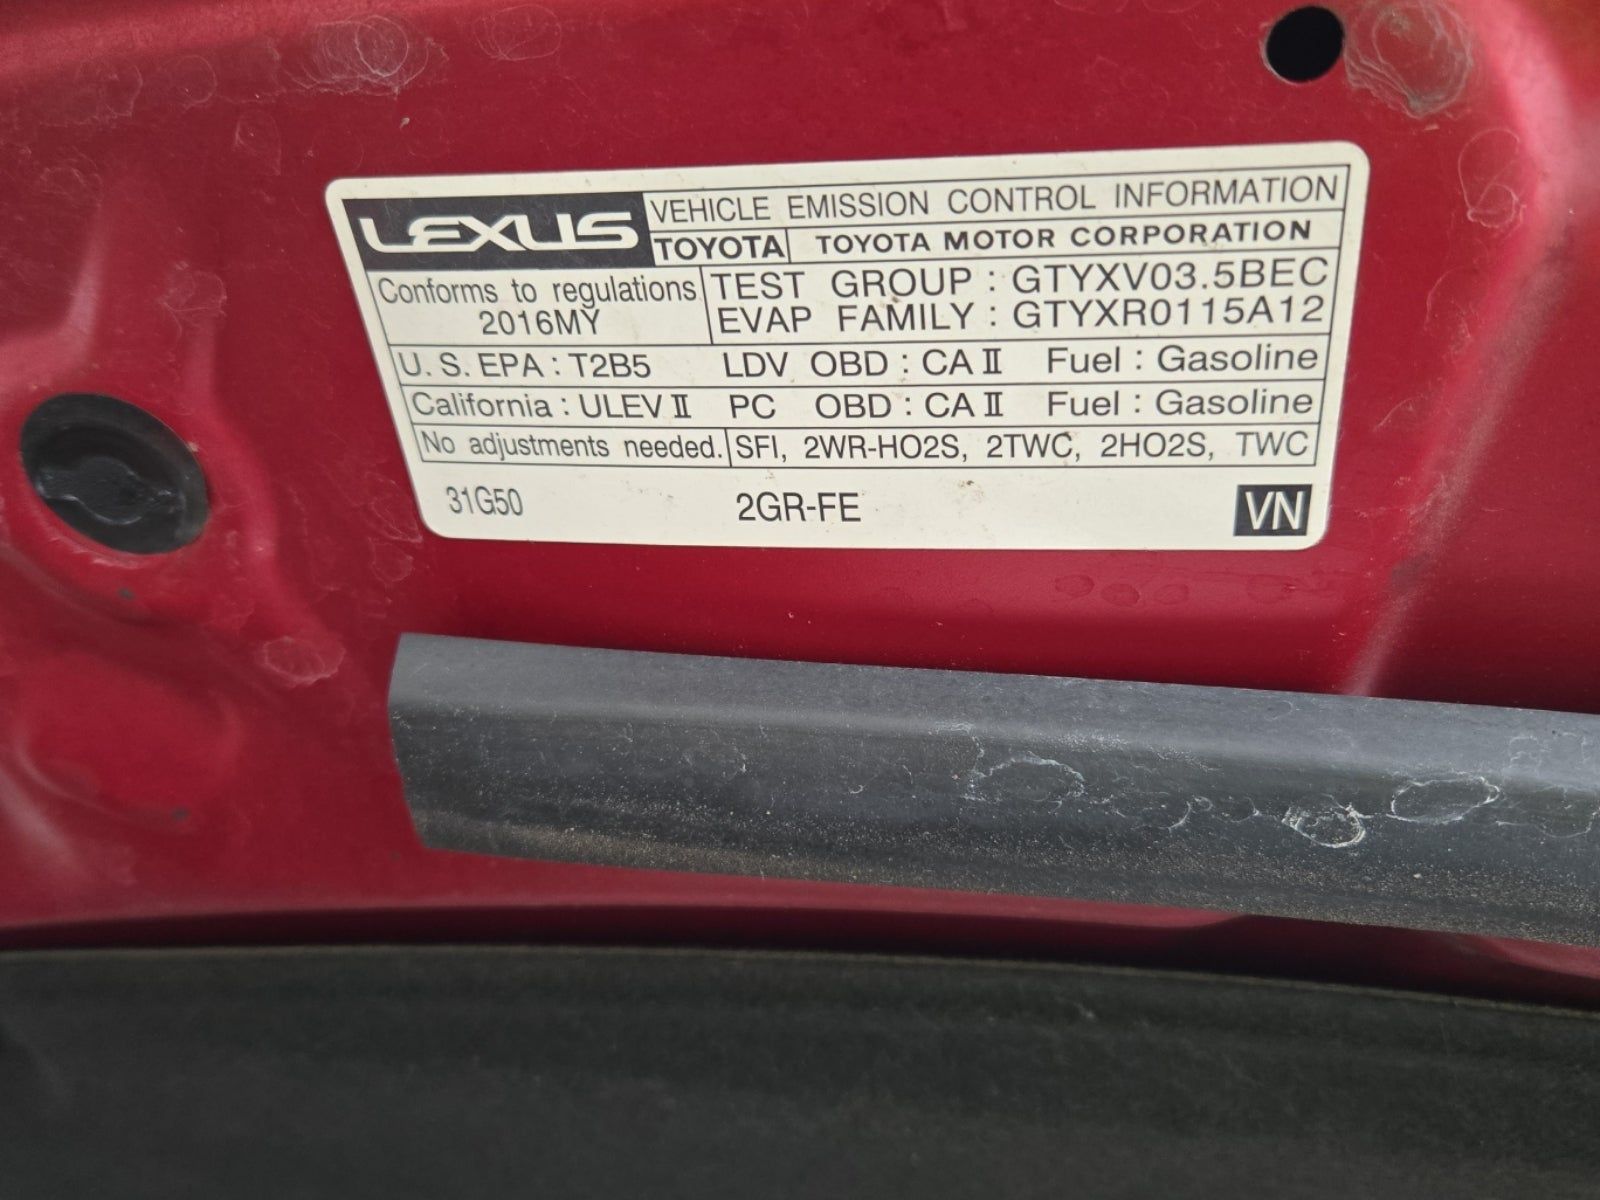 LEXUS VEHICLE EMISSION CONTROL INFORMATION
TOYOTA TOYOTA MOTOR CORPORATION
Conforms to regulations
2016MY
TEST GROUP : GTYXV03.5BEC
EVAP FAMILY : GTYXR0115A12
U.S. EPA : T2B5 LDV OBD : CA II Fuel : Gasoline
California : ULEV II PC OBD : CA II Fuel : Gasoline
No adjustments needed. SFI, 2WR-HO2S, 2TWC, 2HO2S, TWC
31G50 2GR-FE VN